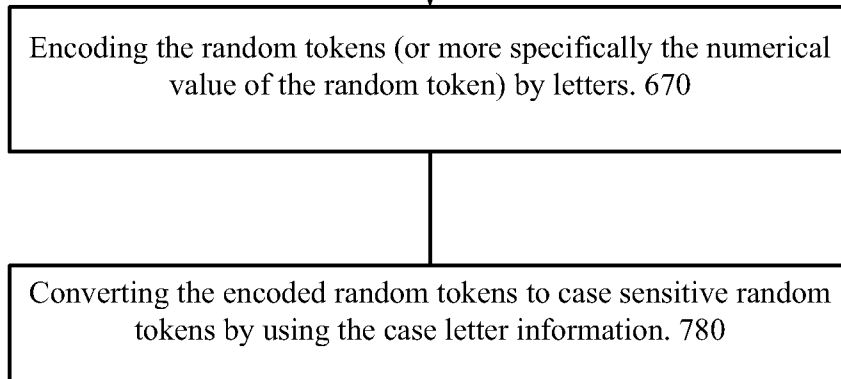 Encoding the random tokens (or more specifically the numerical
value of the random token) by letters. 670
Converting the encoded random tokens to case sensitive random
tokens by using the case letter information. 780